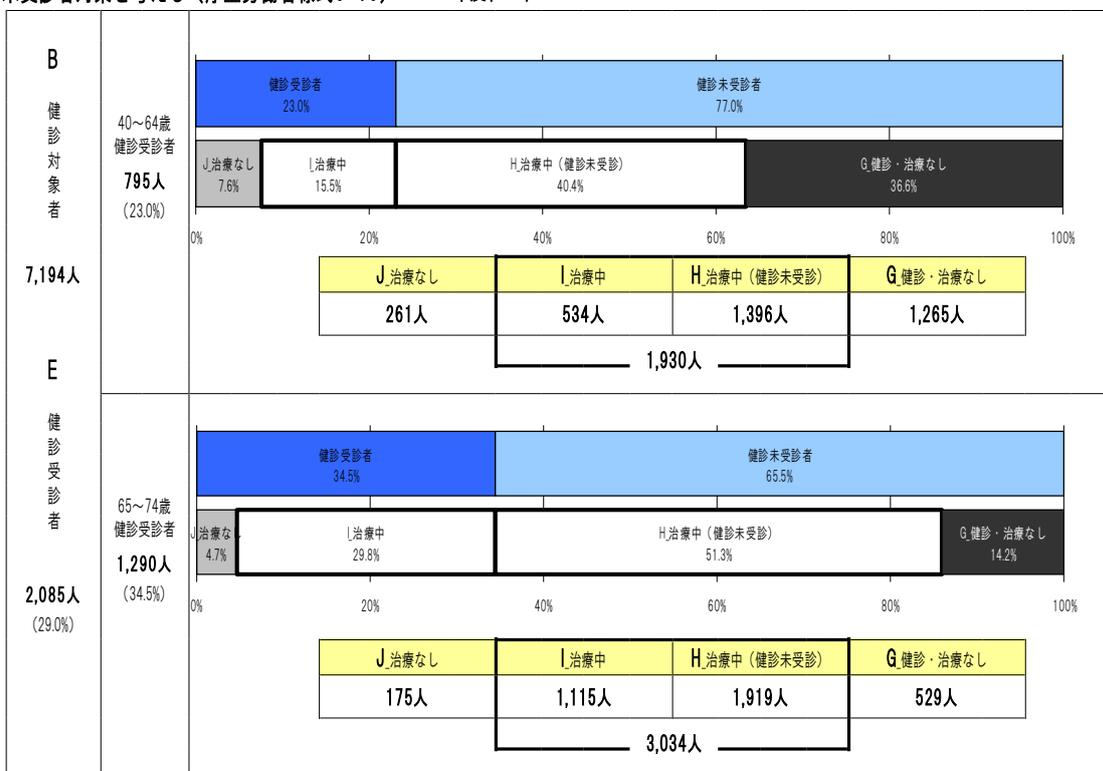 B
健診対象者
7,194人
E
健診受診者
2,085人
(29.0%)
40～64歳
健診受診者
795人
(23.0%)
健診受診者
23.0%
健診未受診者
77.0%
J_治療なし
7.6%
I_治療中
15.5%
H_治療中（健診未受診）
40.4%
G_健診・治療なし
36.6%
0% 20% 40% 60% 80% 100%
J_治療なし I_治療中 H_治療中（健診未受診） G_健診・治療なし
261人 534人 1,396人 1,265人
1,930人
65～74歳
健診受診者
1,290人
(34.5%)
健診受診者
34.5%
健診未受診者
65.5%
J_治療なし
4.7%
I_治療中
29.8%
H_治療中（健診未受診）
51.3%
G_健診・治療なし
14.2%
0% 20% 40% 60% 80% 100%
J_治療なし I_治療中 H_治療中（健診未受診） G_健診・治療なし
175人 1,115人 1,919人 529人
3,034人